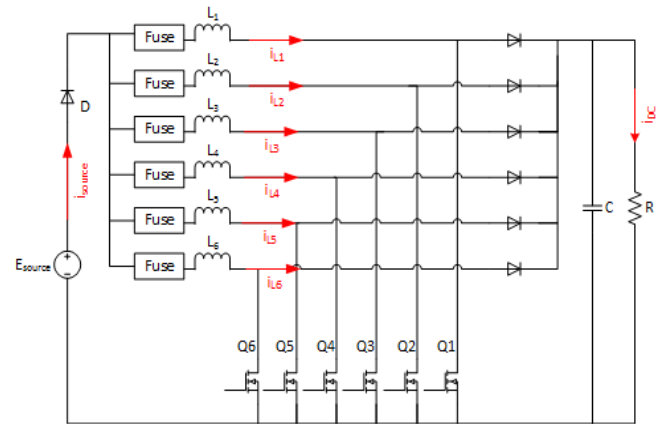 L1
Fuse
iL1
L2
Fuse
iL2
D
L3
Fuse
iL3
iDC
isource
L4
Fuse
iL4
L5
Fuse
iL5
C
R
L6
Fuse
iL6
Esource
Q6
Q5
Q4
Q3
Q2
Q1